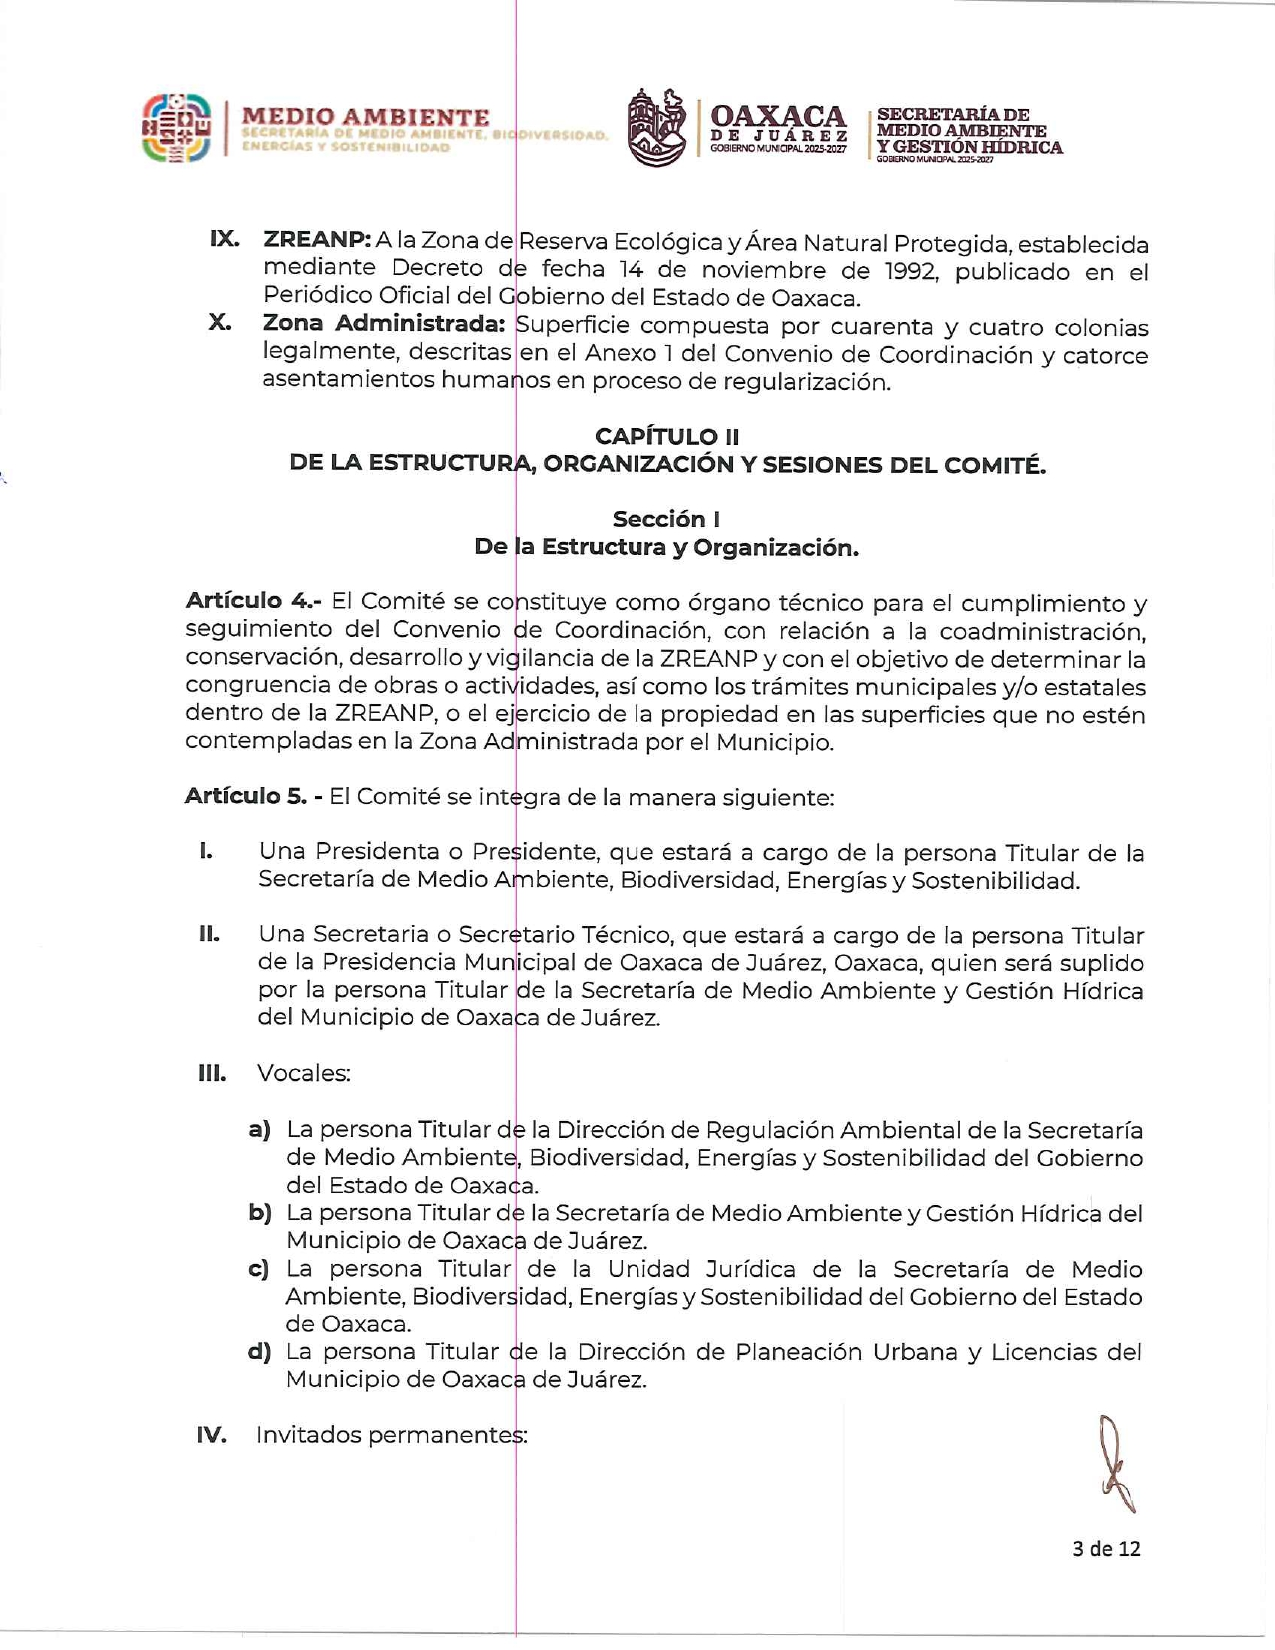 MEDIO AMBIENTE
SECRETARÍA DE MEDIO AMBIENTE, BIODIVERSIDAD,
ENERGÍAS Y SOSTENIBILIDAD
OAXACA
DE JUÁREZ
GOBIERNO MUNICIPAL 2025-2027
SECRETARÍA DE
MEDIO AMBIENTE
Y GESTIÓN HÍDRICA
GOBIERNO MUNICIPAL 2025-2027
IX. ZREANP: A la Zona de Reserva Ecológica y Área Natural Protegida, establecida
mediante Decreto de fecha 14 de noviembre de 1992, publicado en el
Periódico Oficial del Gobierno del Estado de Oaxaca.
X. Zona Administrada: Superficie compuesta por cuarenta y cuatro colonias
legalmente, descritas en el Anexo 1 del Convenio de Coordinación y catorce
asentamientos humanos en proceso de regularización.
CAPÍTULO II
DE LA ESTRUCTURA, ORGANIZACIÓN Y SESIONES DEL COMITÉ.
Sección I
De la Estructura y Organización.
Artículo 4.- El Comité se constituye como órgano técnico para el cumplimiento y
seguimiento del Convenio de Coordinación, con relación a la coadministración,
conservación, desarrollo y vigilancia de la ZREANP y con el objetivo de determinar la
congruencia de obras o actividades, así como los trámites municipales y/o estatales
dentro de la ZREANP, o el ejercicio de la propiedad en las superficies que no estén
contempladas en la Zona Administrada por el Municipio.
Artículo 5. - El Comité se integra de la manera siguiente:
I. Una Presidenta o Presidente, que estará a cargo de la persona Titular de la
Secretaría de Medio Ambiente, Biodiversidad, Energías y Sostenibilidad.
II. Una Secretaria o Secretario Técnico, que estará a cargo de la persona Titular
de la Presidencia Municipal de Oaxaca de Juárez, Oaxaca, quien será suplido
por la persona Titular de la Secretaría de Medio Ambiente y Gestión Hídrica
del Municipio de Oaxaca de Juárez.
III. Vocales:
a) La persona Titular de la Dirección de Regulación Ambiental de la Secretaría
de Medio Ambiente, Biodiversidad, Energías y Sostenibilidad del Gobierno
del Estado de Oaxaca.
b) La persona Titular de la Secretaría de Medio Ambiente y Gestión Hídrica del
Municipio de Oaxaca de Juárez.
c) La persona Titular de la Unidad Jurídica de la Secretaría de Medio
Ambiente, Biodiversidad, Energías y Sostenibilidad del Gobierno del Estado
de Oaxaca.
d) La persona Titular de la Dirección de Planeación Urbana y Licencias del
Municipio de Oaxaca de Juárez.
IV. Invitados permanentes:
3 de 12